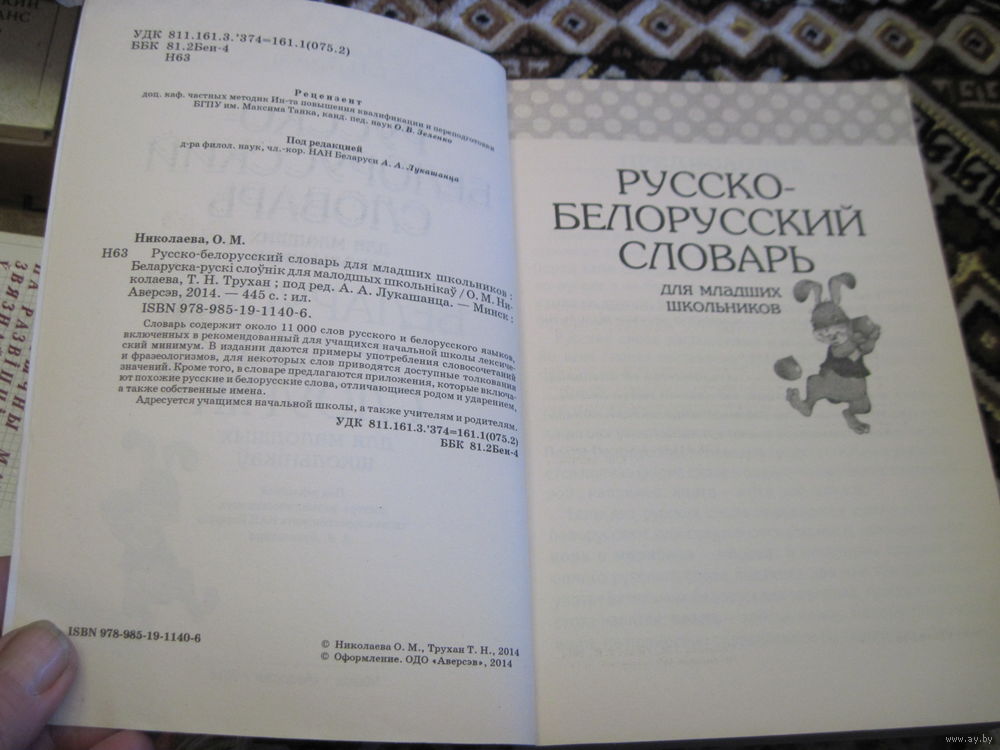 УДК 811.161.3.'374=161.1(075.2)
ББК 81.2Беи-4
Н63
Рецензент
доц. каф. частных методик Ин-та повышения квалификации и переподготовки
БГПУ им. Максима Танка, канд. пед. наук О. В. Зеленко
Под редакцией
д-ра филол. наук, чл.-кор. НАН Беларуси А. А. Лукашанца
Николаева, О. М.
Н63 Русско-белорусский словарь для младших школьников :
Беларуска-рускі слоўнік для малодшых школьнікаў / О. М. Ни-
колаева, Т. Н. Трухан ; под ред. А. А. Лукашанца. — Минск :
Аверсэв, 2014. — 445 с. : ил.
ISBN 978-985-19-1140-6.
Словарь содержит около 11 000 слов русского и белорусского языков,
включенных в рекомендованный для учащихся начальной школы лексиче-
ский минимум. В издании даются примеры употребления словосочетаний
и фразеологизмов, для некоторых слов приводятся доступные толкования
значений. Кроме того, в словаре предлагаются приложения, которые включа-
ют похожие русские и белорусские слова, отличающиеся родом и ударением,
а также собственные имена.
Адресуется учащимся начальной школы, а также учителям и родителям.
УДК 811.161.3.'374=161.1(075.2)
ББК 81.2Беи-4
ISBN 978-985-19-1140-6
© Николаева О. М., Трухан Т. Н., 2014
© Оформление. ОДО «Аверсэв», 2014
РУССКО-
БЕЛОРУССКИЙ
СЛОВАРЬ
для младших
школьников
www.ay.by